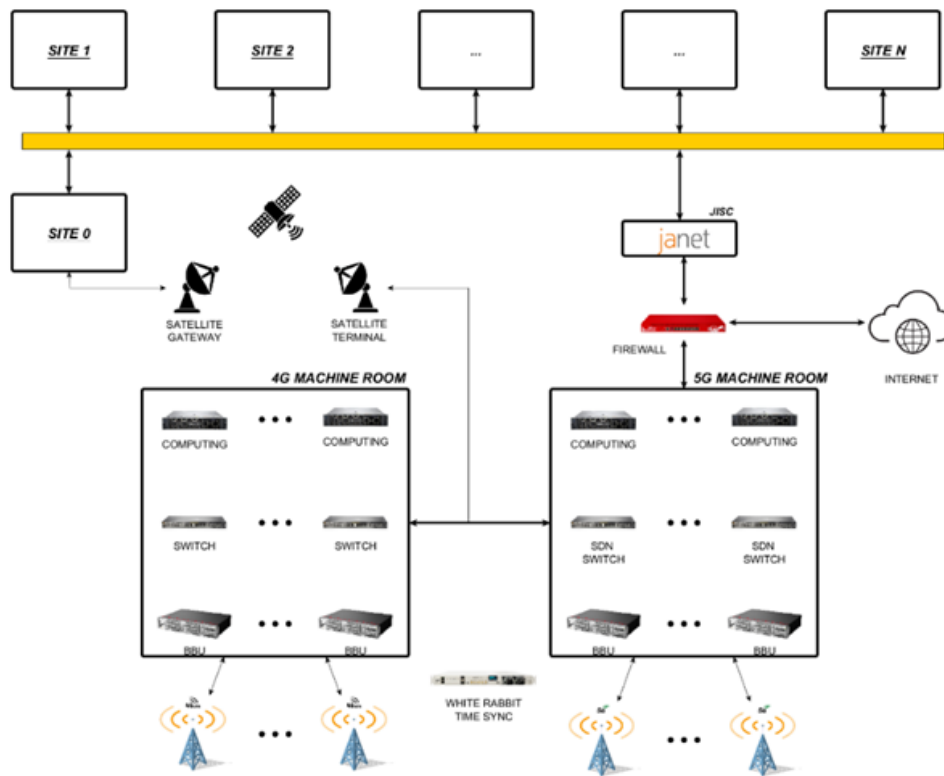 SITE 1
SITE 2
...
...
SITE N
SITE 0
JISC
janet
SATELLITE
GATEWAY
SATELLITE
TERMINAL
FIREWALL
INTERNET
4G MACHINE ROOM
5G MACHINE ROOM
COMPUTING
COMPUTING
COMPUTING
COMPUTING
SWITCH
SWITCH
SDN
SWITCH
SDN
SWITCH
BBU
BBU
BBU
BBU
WHITE RABBIT
TIME SYNC
5G
5G